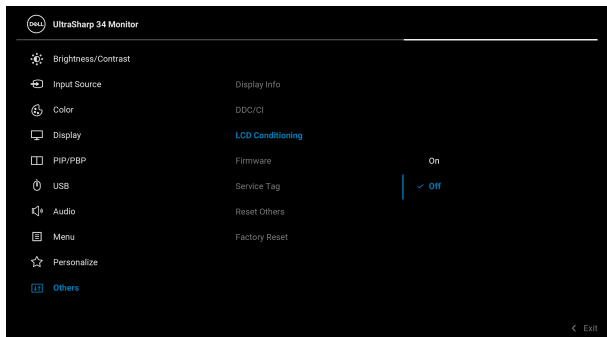 DELL UltraSharp 34 Monitor
Brightness/Contrast
Input Source
Color
Display
PIP/PBP
USB
Audio
Menu
Personalize
Others
Display Info
DDC/CI
LCD Conditioning
Firmware
Service Tag
Reset Others
Factory Reset
On
Off
Exit